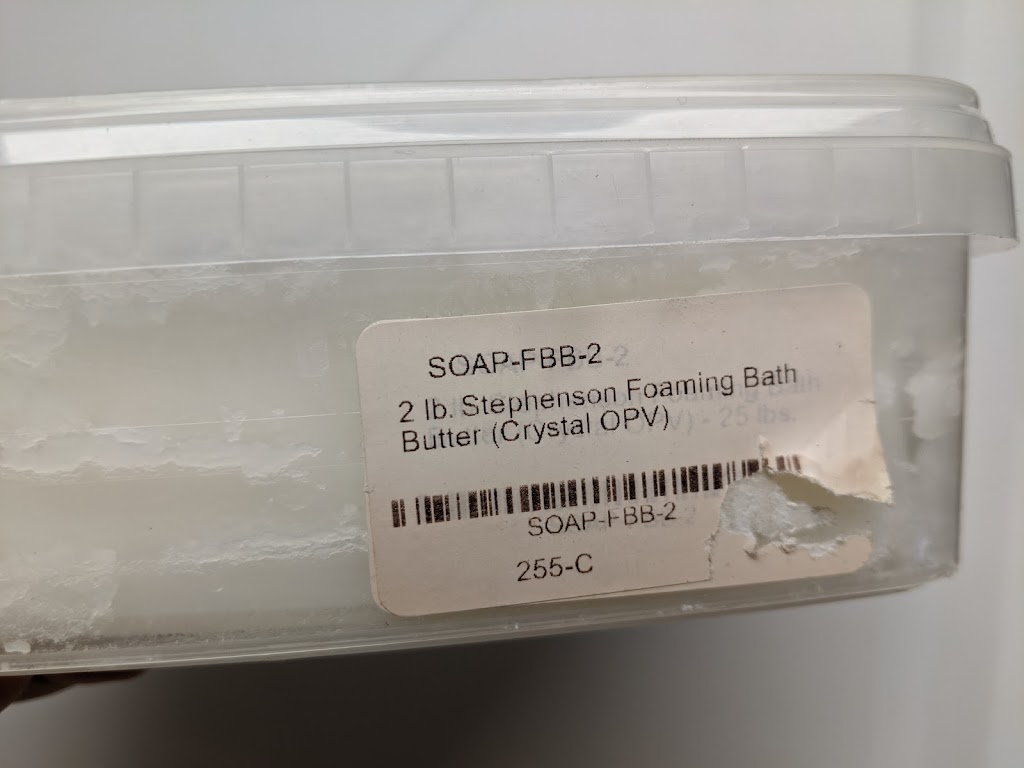 SOAP-FBB-2
2 lb. Stephenson Foaming Bath
Butter (Crystal OPV)
SOAP-FBB-2
255-C